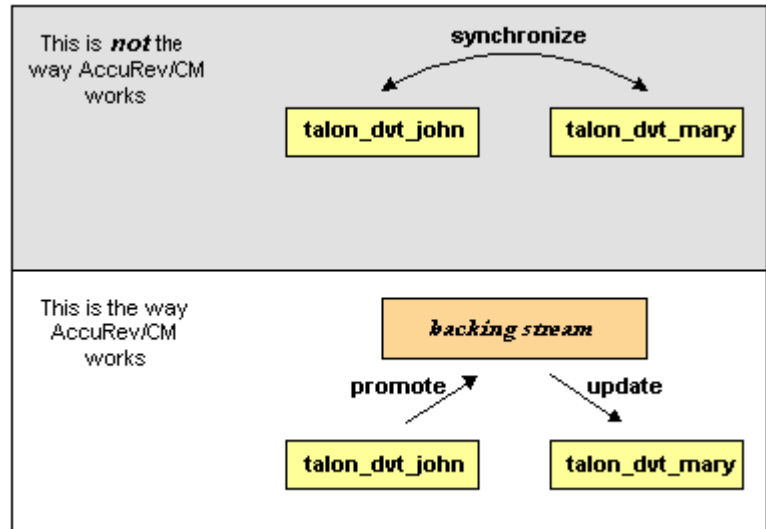 This is not the
way AccuRev/CM
works
synchronize
talon_dvt_john
talon_dvt_mary
This is the way
AccuRev/CM
works
backing stream
promote
update
talon_dvt_john
talon_dvt_mary